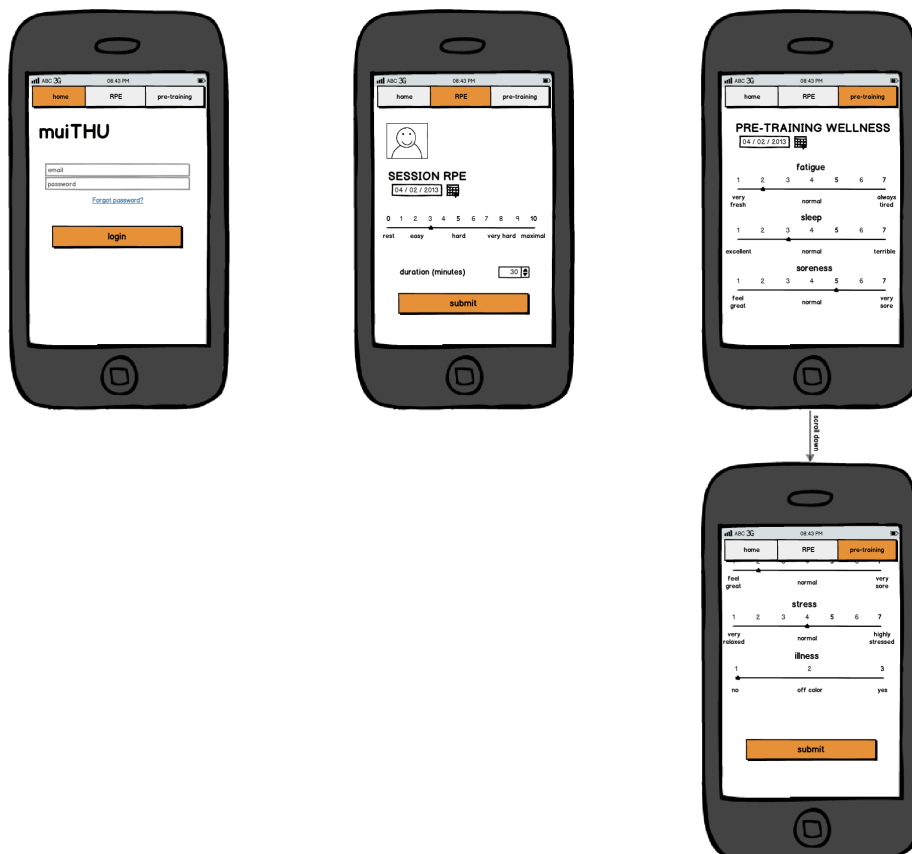 ABC 3G 08:43 PM
home RPE pre-training
muiTHU
email
password
Forgot password?
login
ABC 3G 08:43 PM
home RPE pre-training
SESSION RPE
04 / 02 / 2013
0 1 2 3 4 5 6 7 8 9 10
rest easy hard very hard maximal
duration (minutes) 30
submit
ABC 3G 08:43 PM
home RPE pre-training
PRE-TRAINING WELLNESS
04 / 02 / 2013
fatigue
1 2 3 4 5 6 7
very fresh normal always tired
sleep
1 2 3 4 5 6 7
excellent normal terrible
soreness
1 2 3 4 5 6 7
feel great normal very sore
scroll down
ABC 3G 08:43 PM
home RPE pre-training
feel great normal very sore
stress
1 2 3 4 5 6 7
very relaxed normal highly stressed
illness
1 2 3
no off color yes
submit